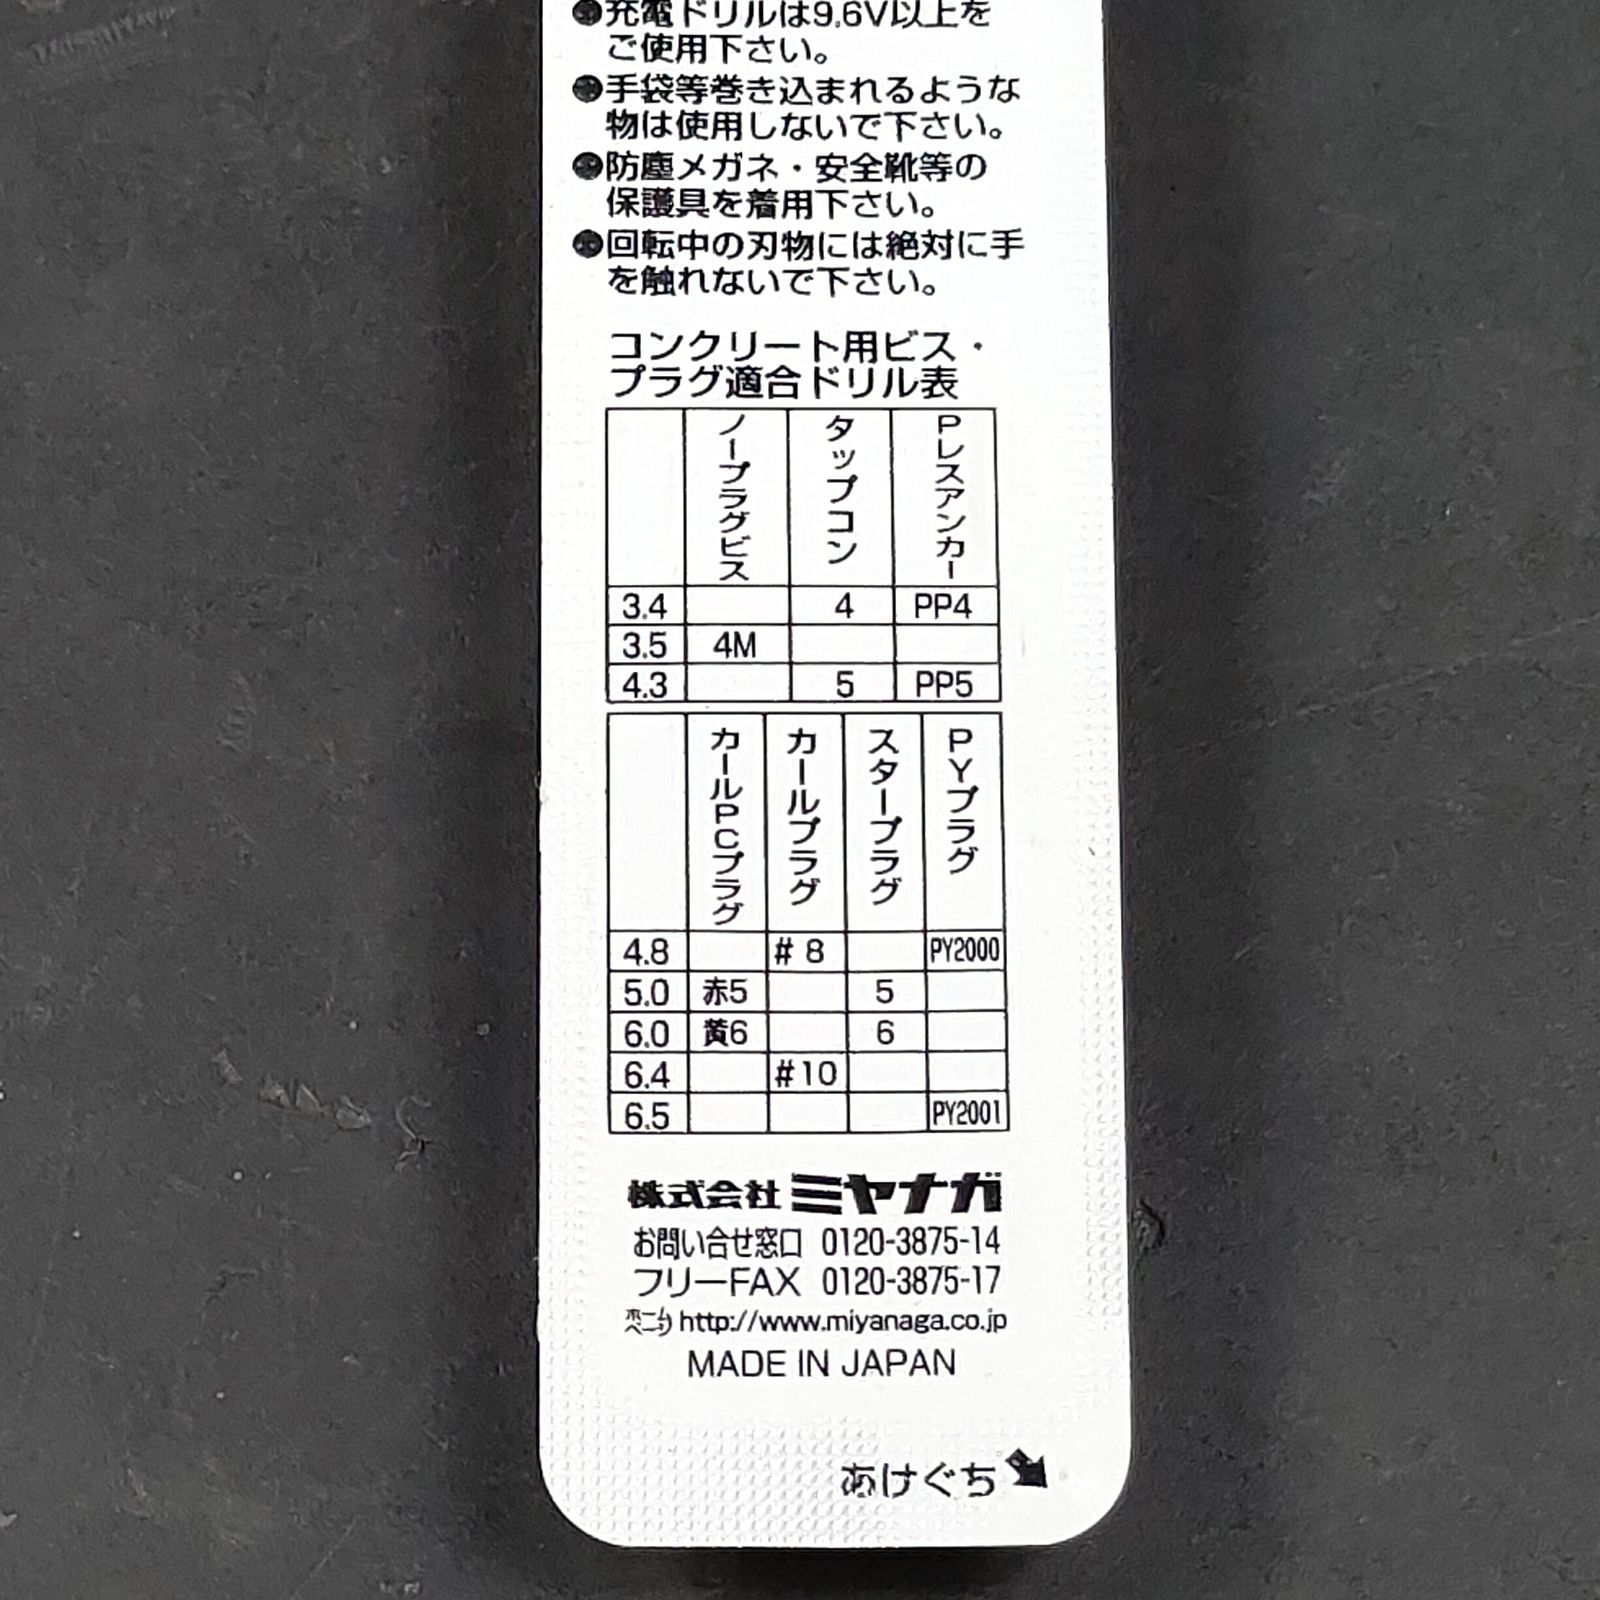 ●充電ドリルは9.6V以上を
ご使用下さい。
●手袋等巻き込まれるような
物は使用しないで下さい。
●防塵メガネ・安全靴等の
保護具を着用下さい。
●回転中の刃物には絶対に手
を触れないで下さい。
コンクリート用ビス・
プラグ適合ドリル表
ノープラグビス タップコン Pレスアンカー
3.4 4 PP4
3.5 4M
4.3 5 PP5
カールPCプラグ カールプラグ スタープラグ PYプラグ
4.8 #8 PY2000
5.0 赤5 5
6.0 黄6 6
6.4 #10
6.5 PY2001
株式会社 ミヤナガ
お問い合せ窓口 0120-3875-14
フリーFAX 0120-3875-17
ホームページ http://www.miyanaga.co.jp
MADE IN JAPAN
あけぐち